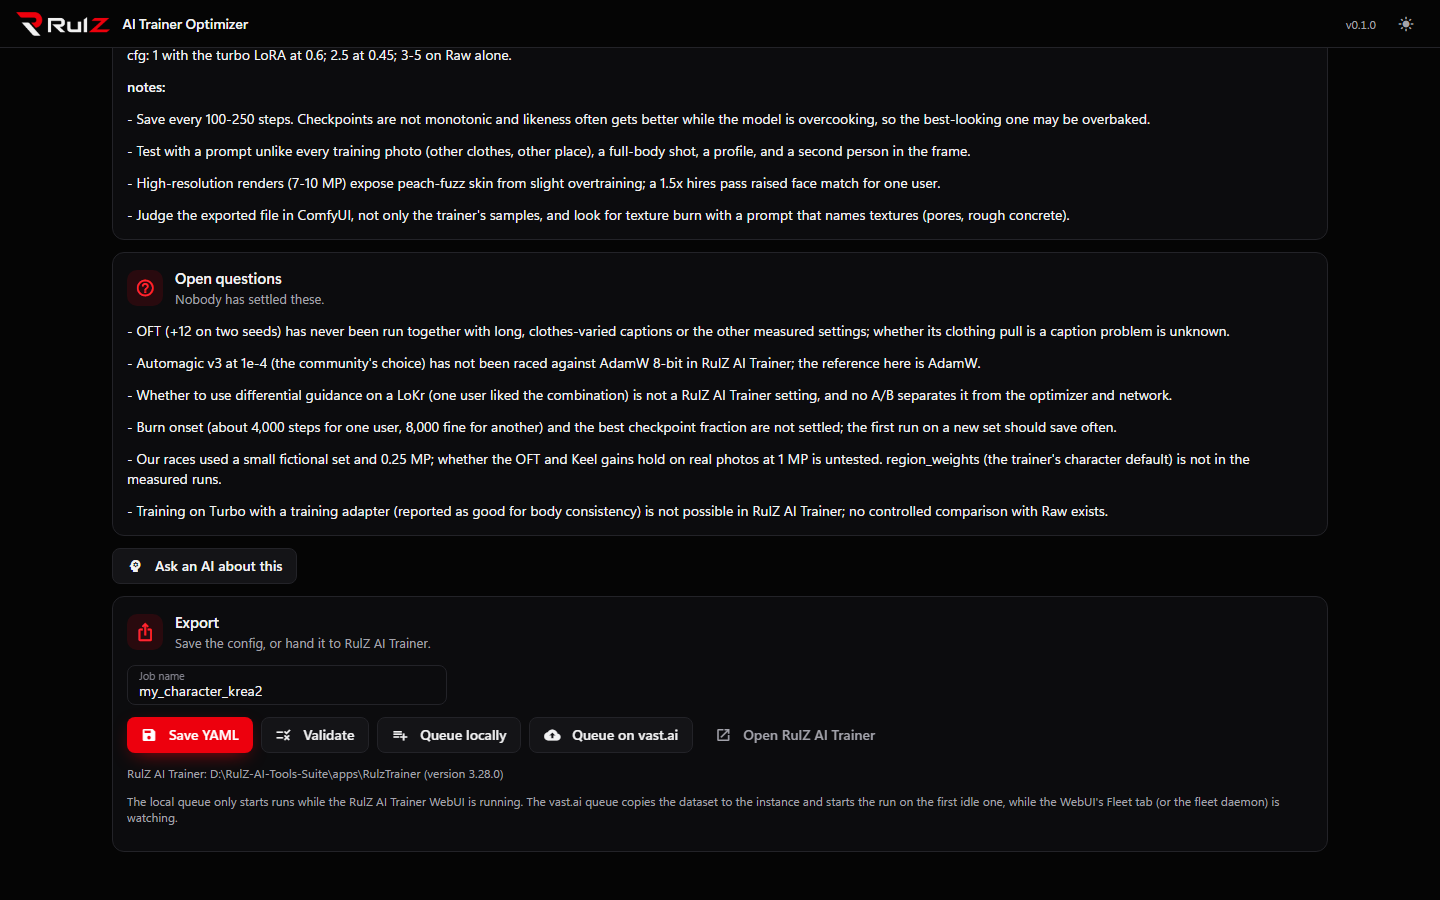 RulZ AI Trainer Optimizer v0.1.0
cfg: 1 with the turbo LoRA at 0.6; 2.5 at 0.45; 3-5 on Raw alone.
notes:
- Save every 100-250 steps. Checkpoints are not monotonic and likeness often gets better while the model is overcooking, so the best-looking one may be overbaked.
- Test with a prompt unlike every training photo (other clothes, other place), a full-body shot, a profile, and a second person in the frame.
- High-resolution renders (7-10 MP) expose peach-fuzz skin from slight overtraining; a 1.5x hires pass raised face match for one user.
- Judge the exported file in ComfyUI, not only the trainer's samples, and look for texture burn with a prompt that names textures (pores, rough concrete).
Open questions
Nobody has settled these.
- OFT (+12 on two seeds) has never been run together with long, clothes-varied captions or the other measured settings; whether its clothing pull is a caption problem is unknown.
- Automagic v3 at 1e-4 (the community's choice) has not been raced against AdamW 8-bit in RulZ AI Trainer; the reference here is AdamW.
- Whether to use differential guidance on a LoKr (one user liked the combination) is not a RulZ AI Trainer setting, and no A/B separates it from the optimizer and network.
- Burn onset (about 4,000 steps for one user, 8,000 fine for another) and the best checkpoint fraction are not settled; the first run on a new set should save often.
- Our races used a small fictional set and 0.25 MP; whether the OFT and Keel gains hold on real photos at 1 MP is untested. region_weights (the trainer's character default) is not in the
measured runs.
- Training on Turbo with a training adapter (reported as good for body consistency) is not possible in RulZ AI Trainer; no controlled comparison with Raw exists.
Ask an AI about this
Export
Save the config, or hand it to RulZ AI Trainer.
Job name
my_character_krea2
Save YAML Validate Queue locally Queue on vast.ai Open RulZ AI Trainer
RulZ AI Trainer: D:\RulZ-AI-Tools-Suite\apps\RulzTrainer (version 3.28.0)
The local queue only starts runs while the RulZ AI Trainer WebUI is running. The vast.ai queue copies the dataset to the instance and starts the run on the first idle one, while the WebUI's Fleet tab (or the fleet daemon) is
watching.